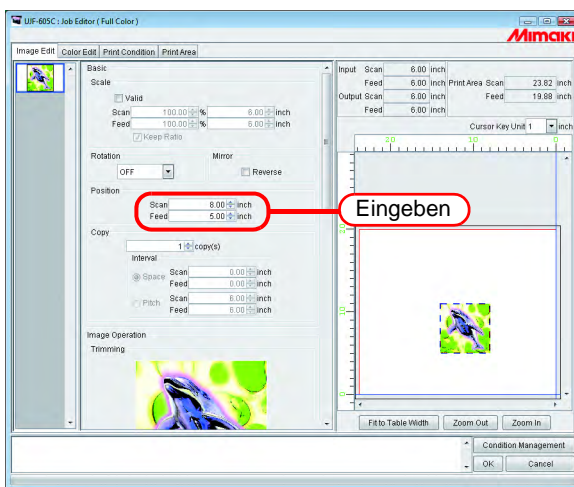 UJF-605C : Job Editor ( Full Color )
Mimaki
Image Edit Color Edit Print Condition Print Area
Basic
Scale
Valid
Scan 100.00 % 6.00 inch
Feed 100.00 % 6.00 inch
Keep Ratio
Rotation Mirror
OFF Reverse
Position
Scan 8.00 inch
Feed 5.00 inch
Eingeben
Copy
1 copy(s)
Interval
Space Scan 0.00 inch
Feed 0.00 inch
Pitch Scan 6.00 inch
Feed 6.00 inch
Image Operation
Trimming
Input Scan 6.00 inch
Feed 6.00 inch Print Area Scan 23.82 inch
Output Scan 6.00 inch Feed 19.88 inch
Feed 6.00 inch
Cursor Key Unit 1 inch
20 10 0
20
10
0
Fit to Table Width Zoom Out Zoom In
Condition Management
OK Cancel